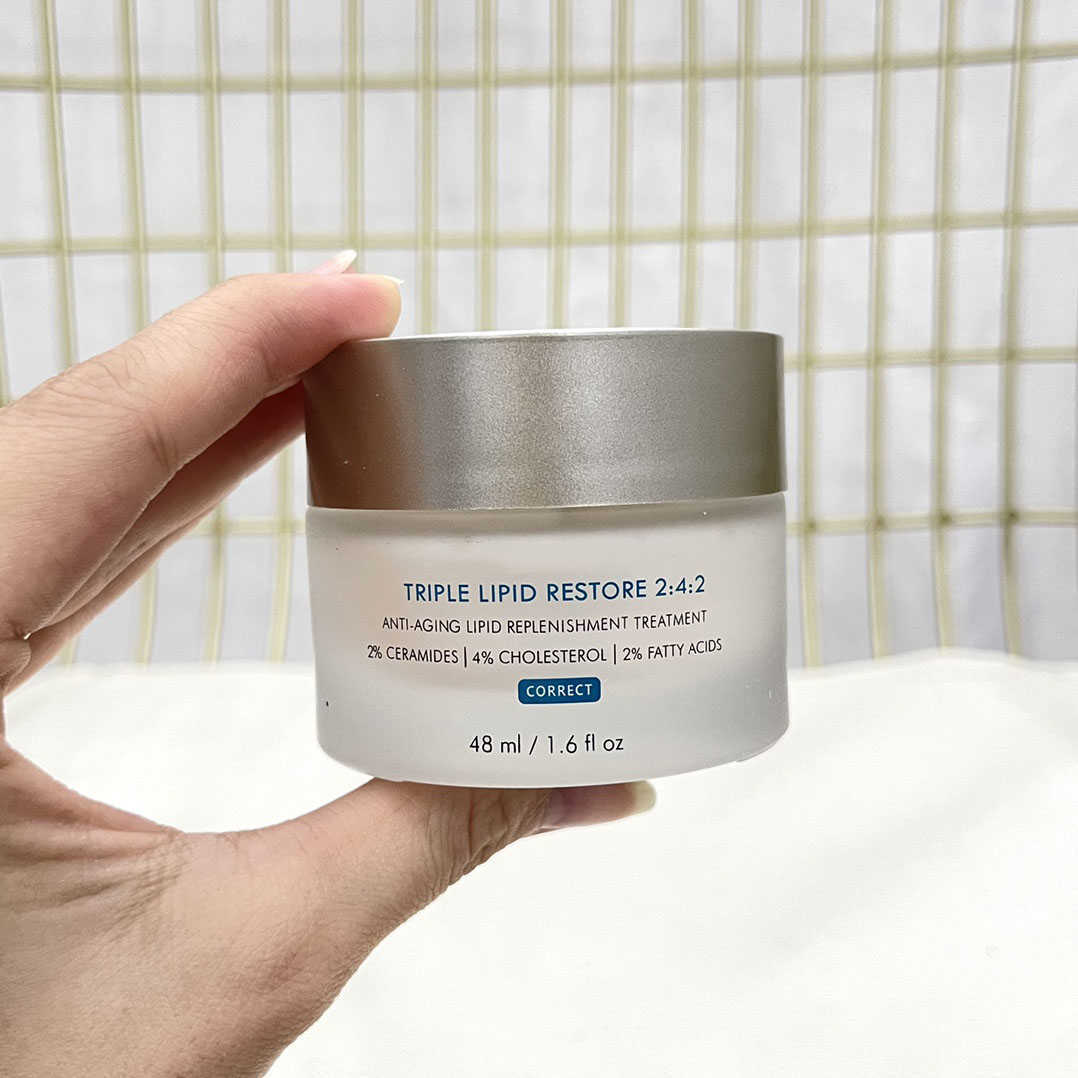 TRIPLE LIPID RESTORE 2:4:2
ANTI-AGING LIPID REPLENISHMENT TREATMENT
2% CERAMIDES | 4% CHOLESTEROL | 2% FATTY ACIDS
CORRECT
48 ml / 1.6 fl oz